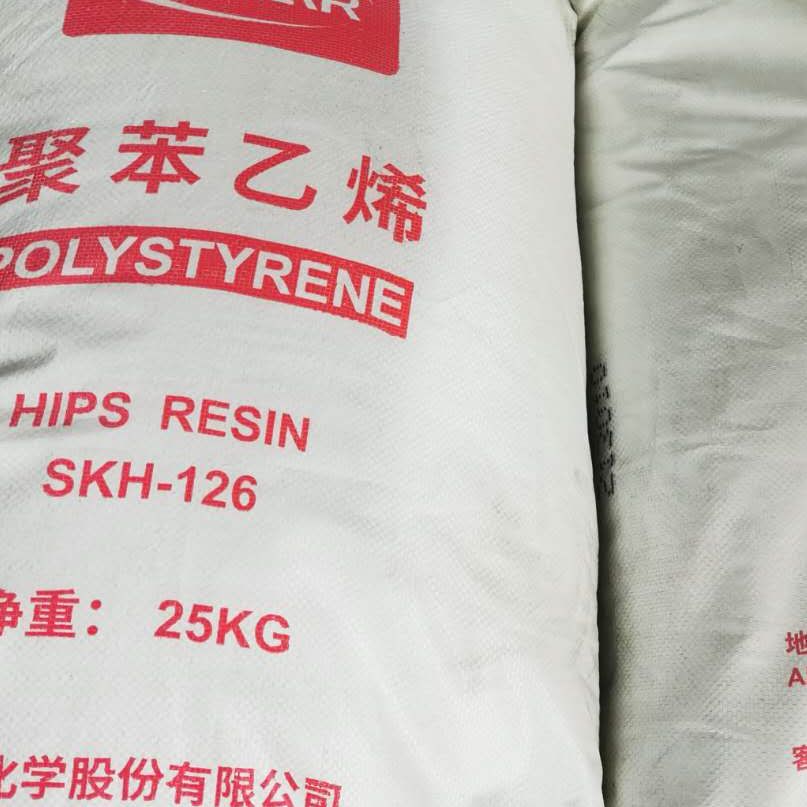 聚苯乙烯
POLYSTYRENE
HIPS RESIN
SKH-126
净重： 25KG
化学股份有限公司
地